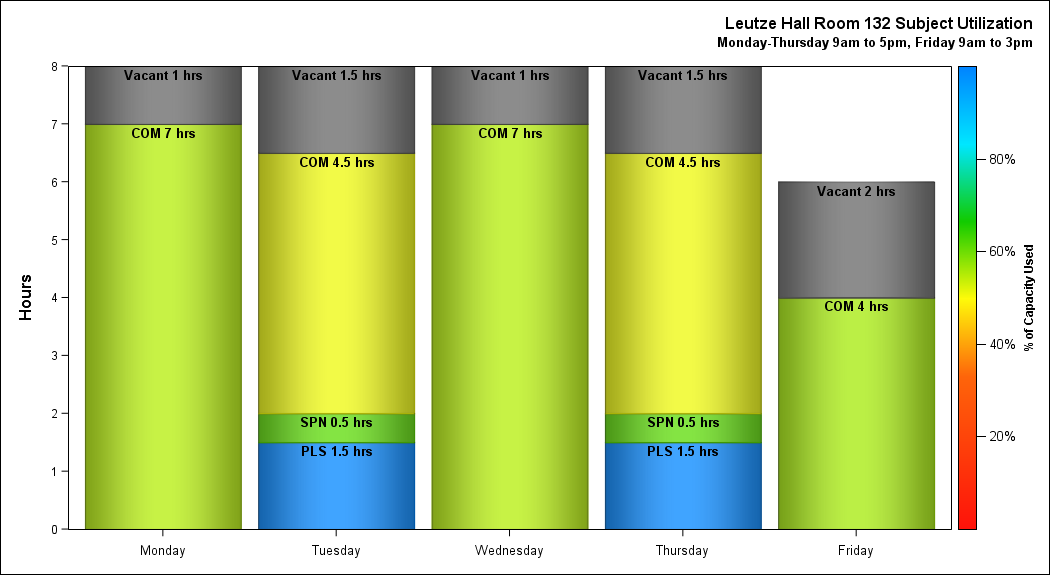 Leutze Hall Room 132 Subject Utilization
Monday-Thursday 9am to 5pm, Friday 9am to 3pm
Hours
8
7
6
5
4
3
2
1
0
Vacant 1 hrs
COM 7 hrs
Vacant 1.5 hrs
COM 4.5 hrs
SPN 0.5 hrs
PLS 1.5 hrs
Vacant 1 hrs
COM 7 hrs
Vacant 1.5 hrs
COM 4.5 hrs
SPN 0.5 hrs
PLS 1.5 hrs
Vacant 2 hrs
COM 4 hrs
Monday
Tuesday
Wednesday
Thursday
Friday
80%
60%
40%
20%
% of Capacity Used